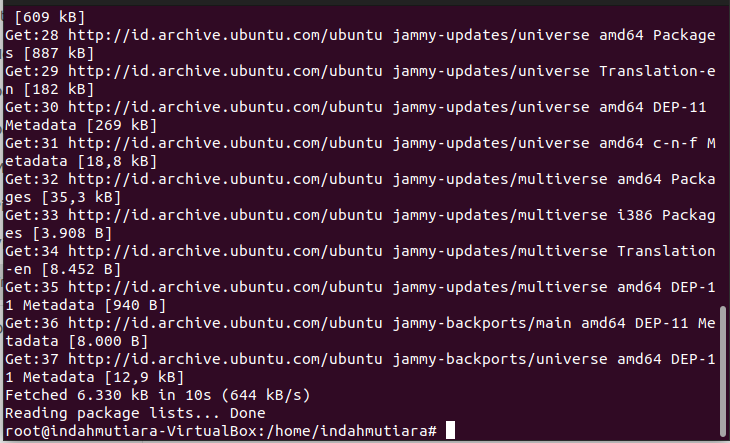 [609 kB]
Get:28 http://id.archive.ubuntu.com/ubuntu jammy-updates/universe amd64 Package
s [887 kB]
Get:29 http://id.archive.ubuntu.com/ubuntu jammy-updates/universe Translation-e
n [182 kB]
Get:30 http://id.archive.ubuntu.com/ubuntu jammy-updates/universe amd64 DEP-11
Metadata [269 kB]
Get:31 http://id.archive.ubuntu.com/ubuntu jammy-updates/universe amd64 c-n-f M
etadata [18,8 kB]
Get:32 http://id.archive.ubuntu.com/ubuntu jammy-updates/multiverse amd64 Packa
ges [35,3 kB]
Get:33 http://id.archive.ubuntu.com/ubuntu jammy-updates/multiverse i386 Packag
es [3.908 B]
Get:34 http://id.archive.ubuntu.com/ubuntu jammy-updates/multiverse Translation
-en [8.452 B]
Get:35 http://id.archive.ubuntu.com/ubuntu jammy-updates/multiverse amd64 DEP-1
1 Metadata [940 B]
Get:36 http://id.archive.ubuntu.com/ubuntu jammy-backports/main amd64 DEP-11 Me
tadata [8.000 B]
Get:37 http://id.archive.ubuntu.com/ubuntu jammy-backports/universe amd64 DEP-1
1 Metadata [12,9 kB]
Fetched 6.330 kB in 10s (644 kB/s)
Reading package lists... Done
root@indahmutiara-VirtualBox:/home/indahmutiara#